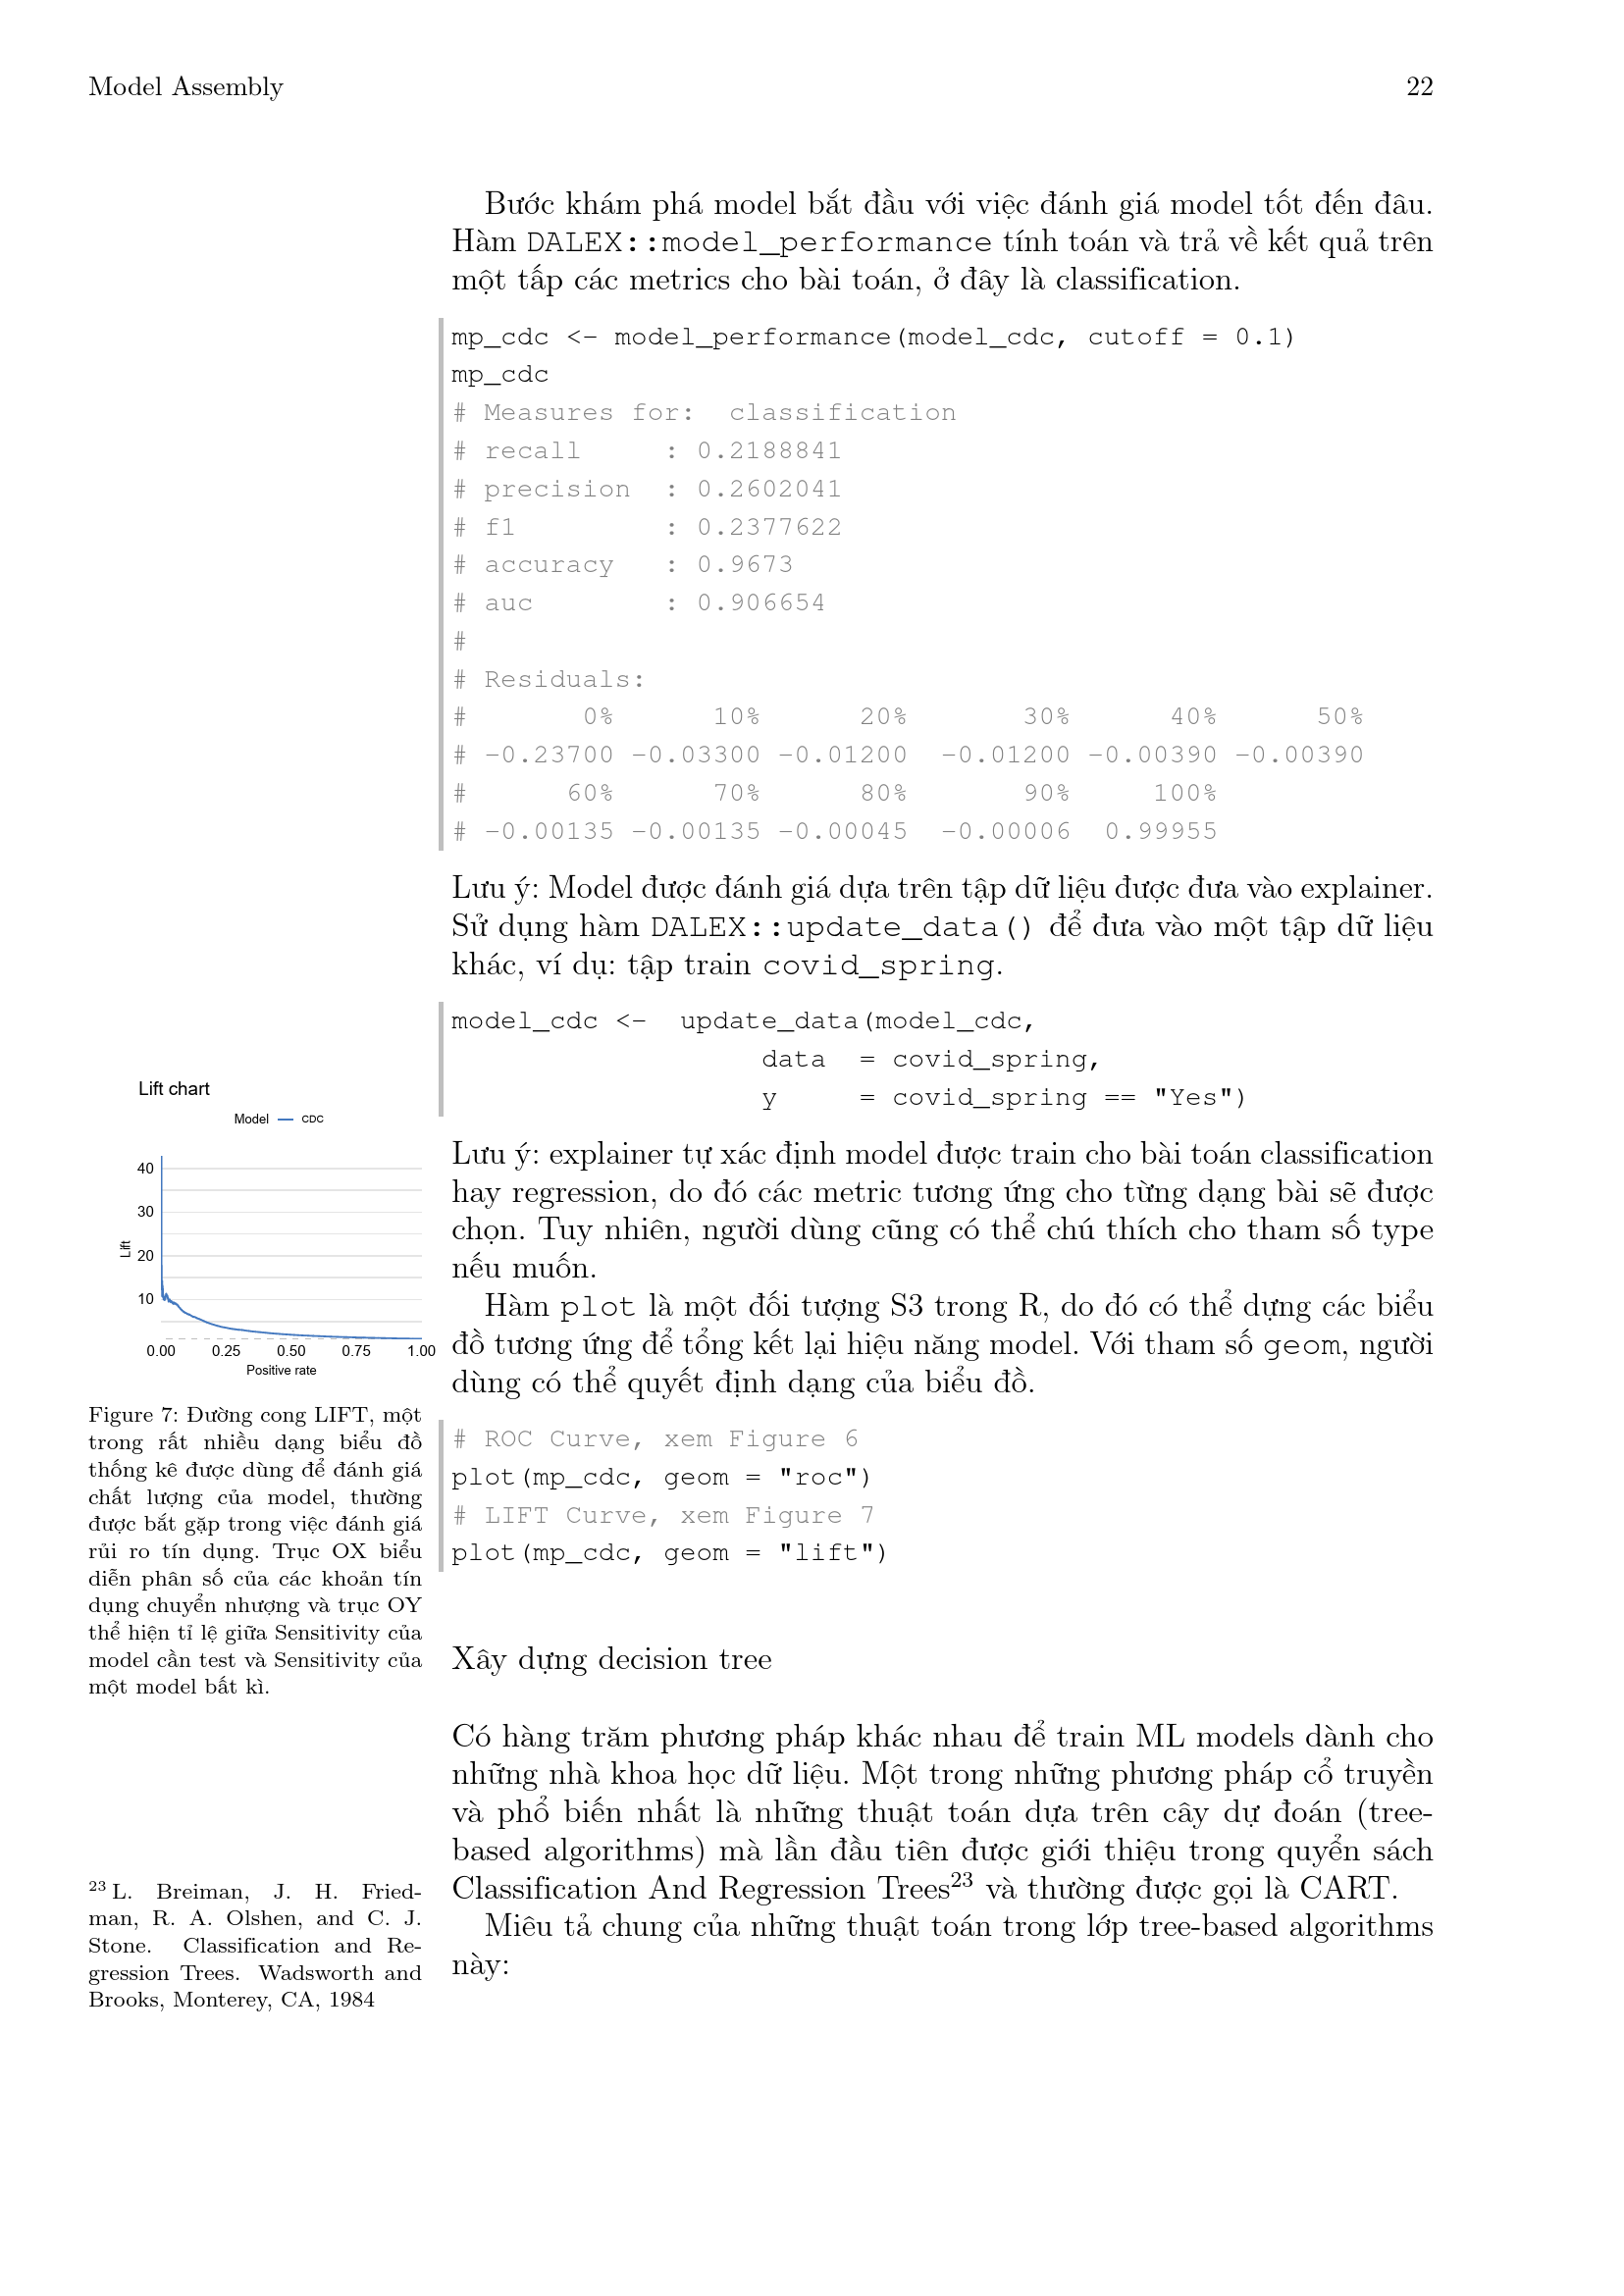 Model Assembly 22
Bước khám phá model bắt đầu với việc đánh giá model tốt đến đâu.
Hàm DALEX::model_performance tính toán và trả về kết quả trên
một tấp các metrics cho bài toán, ở đây là classification.
mp_cdc <- model_performance(model_cdc, cutoff = 0.1)
mp_cdc
# Measures for:  classification
# recall     : 0.2188841
# precision  : 0.2602041
# f1         : 0.2377622
# accuracy   : 0.9673
# auc        : 0.906654
#
# Residuals:
#       0%      10%      20%       30%      40%      50%
# -0.23700 -0.03300 -0.01200  -0.01200 -0.00390 -0.00390
#      60%      70%      80%       90%     100%
# -0.00135 -0.00135 -0.00045  -0.00006  0.99955
Lưu ý: Model được đánh giá dựa trên tập dữ liệu được đưa vào explainer.
Sử dụng hàm DALEX::update_data() để đưa vào một tập dữ liệu
khác, ví dụ: tập train covid_spring.
model_cdc <-  update_data(model_cdc,
                   data  = covid_spring,
                   y     = covid_spring == "Yes")
Lưu ý: explainer tự xác định model được train cho bài toán classification
hay regression, do đó các metric tương ứng cho từng dạng bài sẽ được
chọn. Tuy nhiên, người dùng cũng có thể chú thích cho tham số type
nếu muốn.
Hàm plot là một đối tượng S3 trong R, do đó có thể dựng các biểu
đồ tương ứng để tổng kết lại hiệu năng model. Với tham số geom, người
dùng có thể quyết định dạng của biểu đồ.
# ROC Curve, xem Figure 6
plot(mp_cdc, geom = "roc")
# LIFT Curve, xem Figure 7
plot(mp_cdc, geom = "lift")
Lift chart
Model CDC
40
30
20
10
Lift
0.00 0.25 0.50 0.75 1.00
Positive rate
Figure 7: Đường cong LIFT, một
trong rất nhiều dạng biểu đồ
thống kê được dùng để đánh giá
chất lượng của model, thường
được bắt gặp trong việc đánh giá
rủi ro tín dụng. Trục OX biểu
diễn phân số của các khoản tín
dụng chuyển nhượng và trục OY
thể hiện tỉ lệ giữa Sensitivity của
model cần test và Sensitivity của
một model bất kì.
Xây dựng decision tree
Có hàng trăm phương pháp khác nhau để train ML models dành cho
những nhà khoa học dữ liệu. Một trong những phương pháp cổ truyền
và phổ biến nhất là những thuật toán dựa trên cây dự đoán (tree-
based algorithms) mà lần đầu tiên được giới thiệu trong quyển sách
Classification And Regression Trees23 và thường được gọi là CART.
Miêu tả chung của những thuật toán trong lớp tree-based algorithms
này:
23 L. Breiman, J. H. Fried-
man, R. A. Olshen, and C. J.
Stone. Classification and Re-
gression Trees. Wadsworth and
Brooks, Monterey, CA, 1984